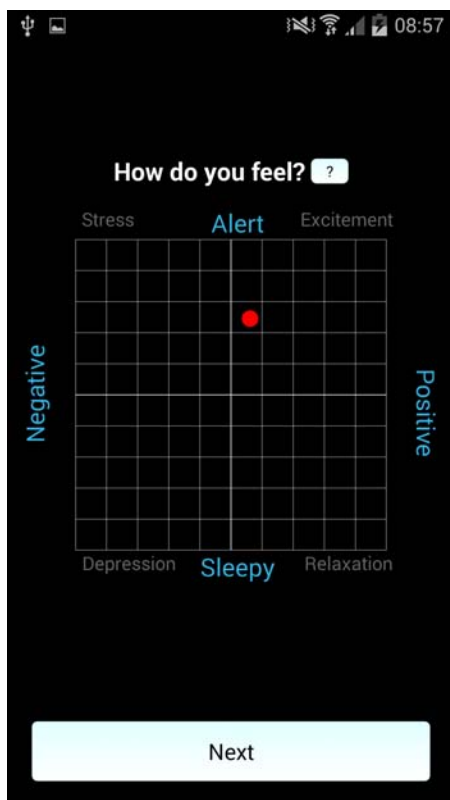 08:57
How do you feel? ?
Stress Alert Excitement
Negative
Positive
Depression Sleepy Relaxation
Next